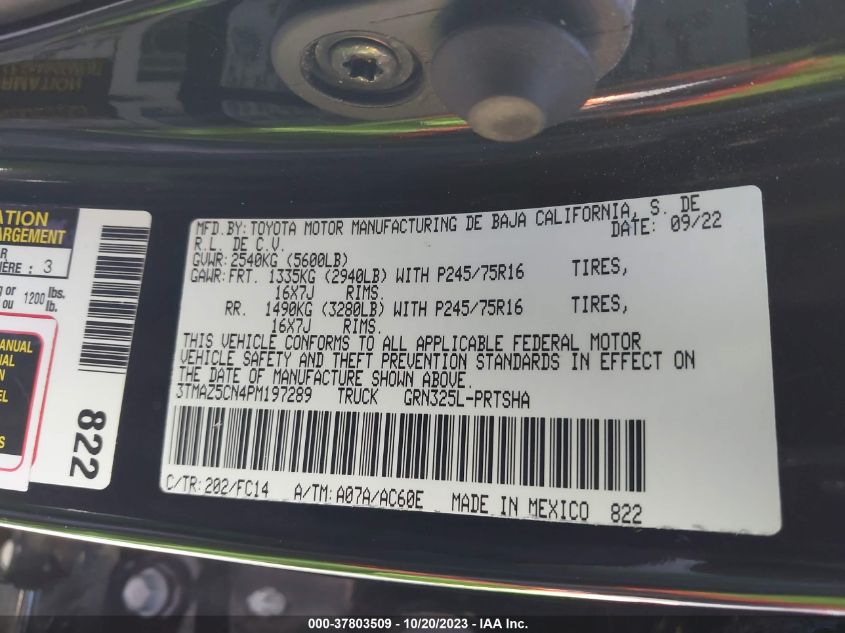 ATION
ARGEMENT
R
IÈRE : 3
g or
ou 1200 lbs.
lb.
MANUAL
822
MFD. BY: TOYOTA MOTOR MANUFACTURING DE BAJA CALIFORNIA, S. DE
R.L. DE C.V. DATE: 09/22
GVWR: 2540KG (5600LB)
GAWR: FRT. 1335KG (2940LB) WITH P245/75R16 TIRES,
16X7J RIMS.
RR. 1490KG (3280LB) WITH P245/75R16 TIRES,
16X7J RIMS.
THIS VEHICLE CONFORMS TO ALL APPLICABLE FEDERAL MOTOR
VEHICLE SAFETY AND THEFT PREVENTION STANDARDS IN EFFECT ON
THE DATE OF MANUFACTURE SHOWN ABOVE.
3TMAZ5CN4PM197289 TRUCK GRN325L-PRTSHA
C/TR: 202/FC14 A/TM: A07A/AC60E MADE IN MEXICO 822
000-37803509 - 10/20/2023 - IAA Inc.